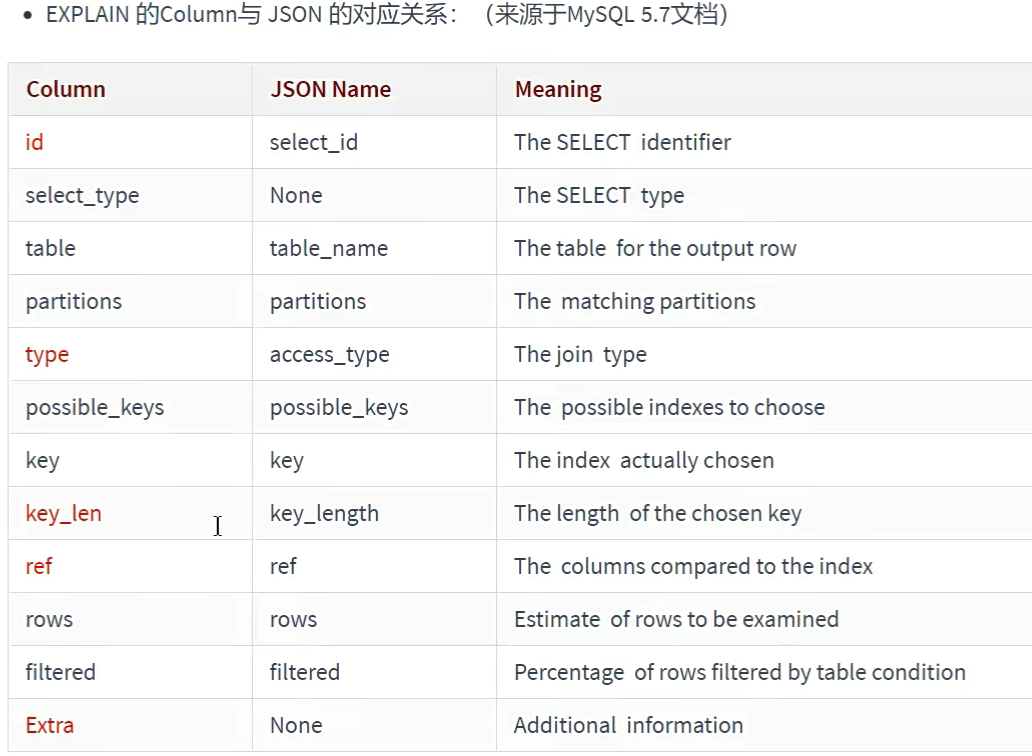 EXPLAIN 的Column与 JSON 的对应关系：（来源于MySQL 5.7文档）
Column JSON Name Meaning
id select_id The SELECT identifier
select_type None The SELECT type
table table_name The table for the output row
partitions partitions The matching partitions
type access_type The join type
possible_keys possible_keys The possible indexes to choose
key key The index actually chosen
key_len key_length The length of the chosen key
ref ref The columns compared to the index
rows rows Estimate of rows to be examined
filtered filtered Percentage of rows filtered by table condition
Extra None Additional information